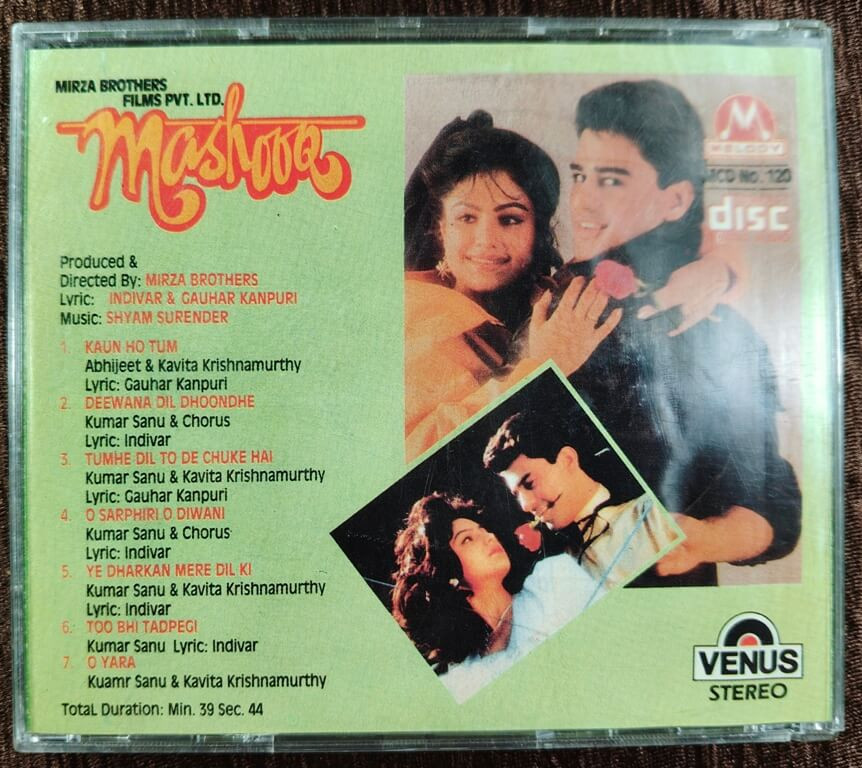 MIRZA BROTHERS
FILMS PVT. LTD.
Mashooq
MELODY
MCD No. 120
disc
Produced &
Directed By: MIRZA BROTHERS
Lyric: INDIVAR & GAUHAR KANPURI
Music: SHYAM SURENDER
1. KAUN HO TUM
Abhijeet & Kavita Krishnamurthy
Lyric: Gauhar Kanpuri
2. DEEWANA DIL DHOONDHE
Kumar Sanu & Chorus
Lyric: Indivar
3. TUMHE DIL TO DE CHUKE HAI
Kumar Sanu & Kavita Krishnamurthy
Lyric: Gauhar Kanpuri
4. O SARPHIRI O DIWANI
Kumar Sanu & Chorus
Lyric: Indivar
5. YE DHARKAN MERE DIL KI
Kumar Sanu & Kavita Krishnamurthy
Lyric: Indivar
6. TOO BHI TADPEGI
Kumar Sanu Lyric: Indivar
7. O YARA
Kuamr Sanu & Kavita Krishnamurthy
Total Duration: Min. 39 Sec. 44
VENUS
STEREO